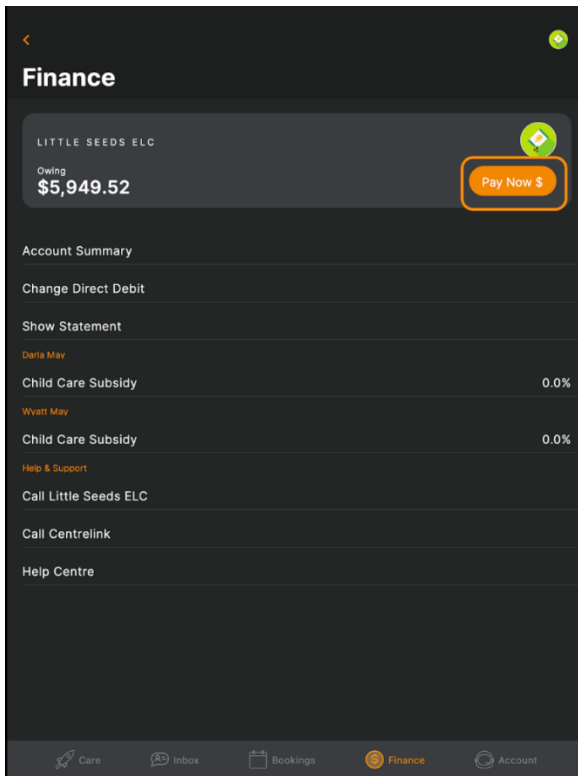 Finance
LITTLE SEEDS ELC
Owing
$5,949.52
Pay Now $
Account Summary
Change Direct Debit
Show Statement
Darla May
Child Care Subsidy 0.0%
Wyatt May
Child Care Subsidy 0.0%
Help & Support
Call Little Seeds ELC
Call Centrelink
Help Centre
Care Inbox Bookings Finance Account